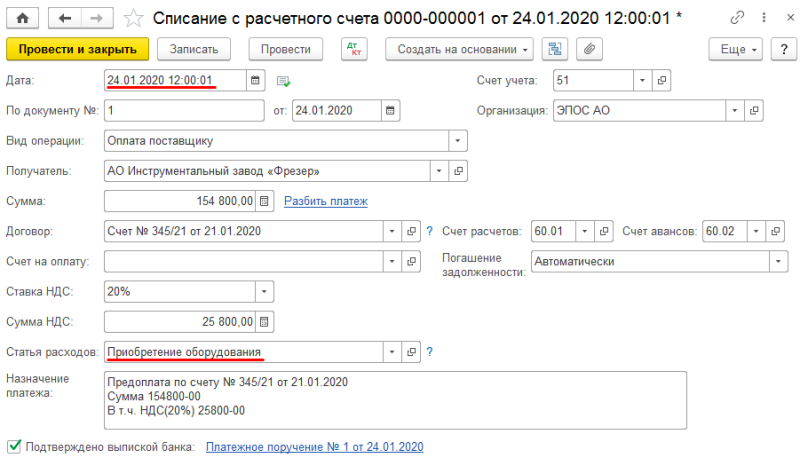 Списание с расчетного счета 0000-000001 от 24.01.2020 12:00:01 *
Провести и закрыть Записать Провести Дт Кт Создать на основании Еще ?
Дата: 24.01.2020 12:00:01 Счет учета: 51
По документу №: 1 от: 24.01.2020 Организация: ЭПОС АО
Вид операции: Оплата поставщику
Получатель: АО Инструментальный завод «Фрезер»
Сумма: 154 800,00 Разбить платеж
Договор: Счет № 345/21 от 21.01.2020 ? Счет расчетов: 60.01 Счет авансов: 60.02
Счет на оплату: Погашение задолженности: Автоматически
Ставка НДС: 20%
Сумма НДС: 25 800,00
Статья расходов: Приобретение оборудования ?
Назначение платежа: Предоплата по счету № 345/21 от 21.01.2020
Сумма 154800-00
В т.ч. НДС(20%) 25800-00
Подтверждено выпиской банка: Платежное поручение № 1 от 24.01.2020